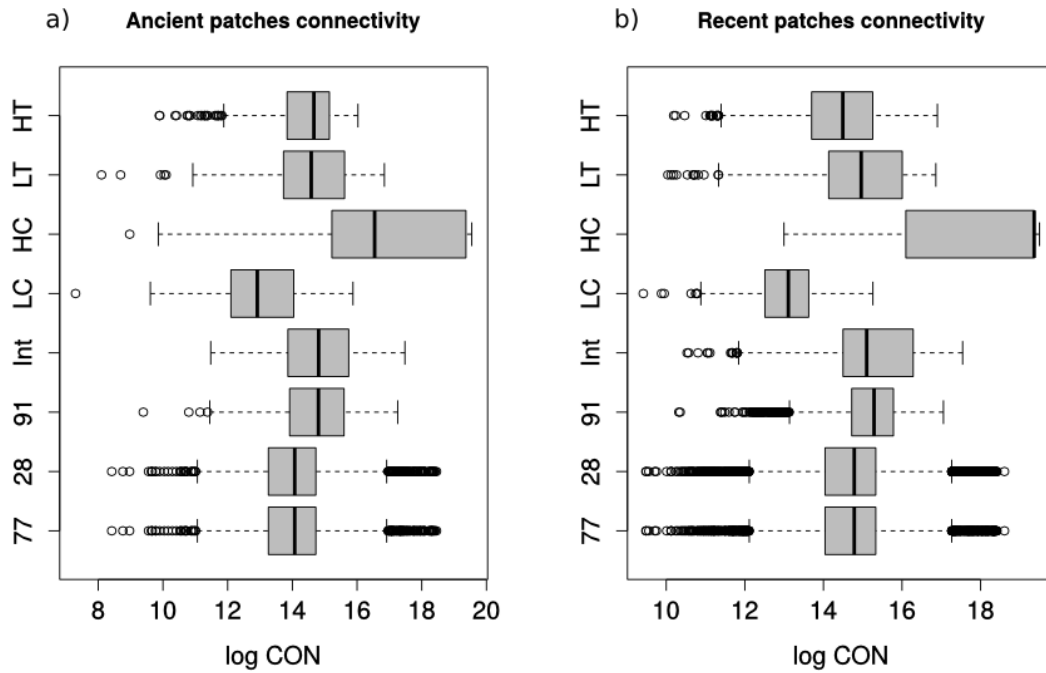 a) Ancient patches connectivity
HT
LT
HC
LC
Int
91
28
77
8 10 12 14 16 18 20
log CON
b) Recent patches connectivity
HT
LT
HC
LC
Int
91
28
77
10 12 14 16 18
log CON